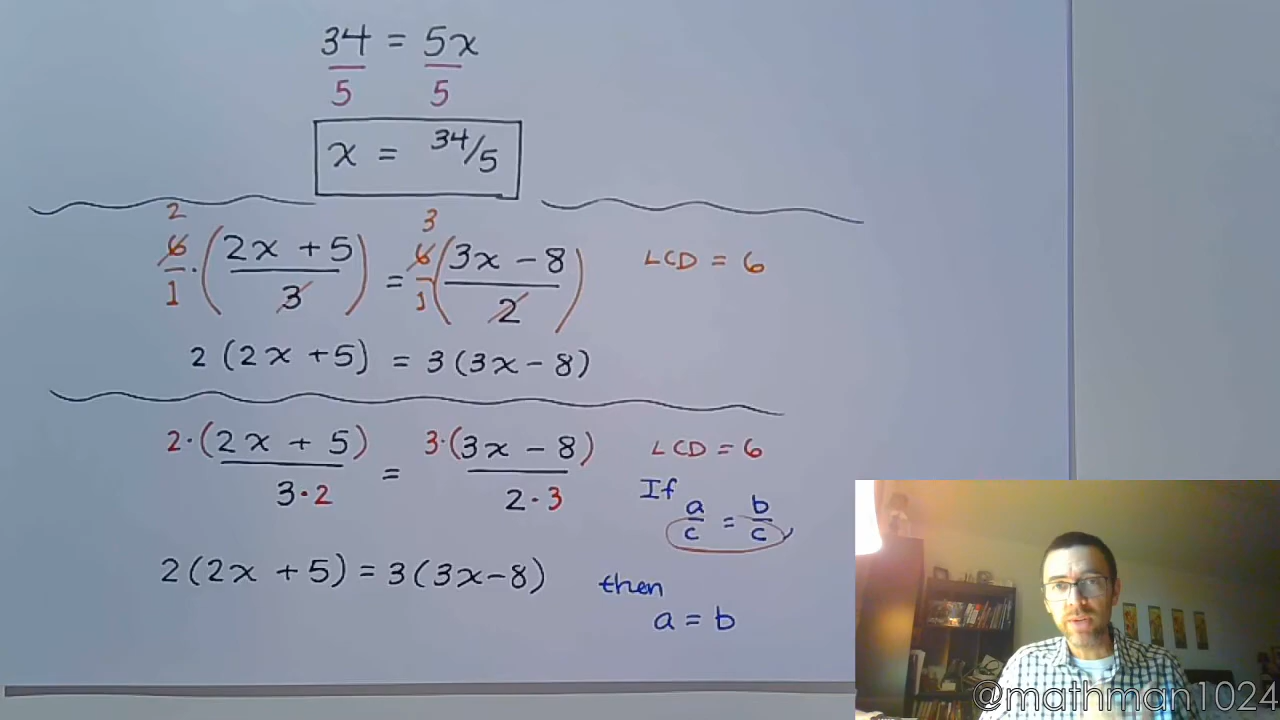 34 = 5x
5 5
x = 34/5
2 3
6/1 · (2x + 5 / 3) = 6/1 (3x - 8 / 2) LCD = 6
2 (2x + 5) = 3 (3x - 8)
2 · (2x + 5) / 3 · 2 = 3 · (3x - 8) / 2 · 3 LCD = 6
If a/c = b/c,
2 (2x + 5) = 3 (3x - 8) then
a = b
@mathman1024